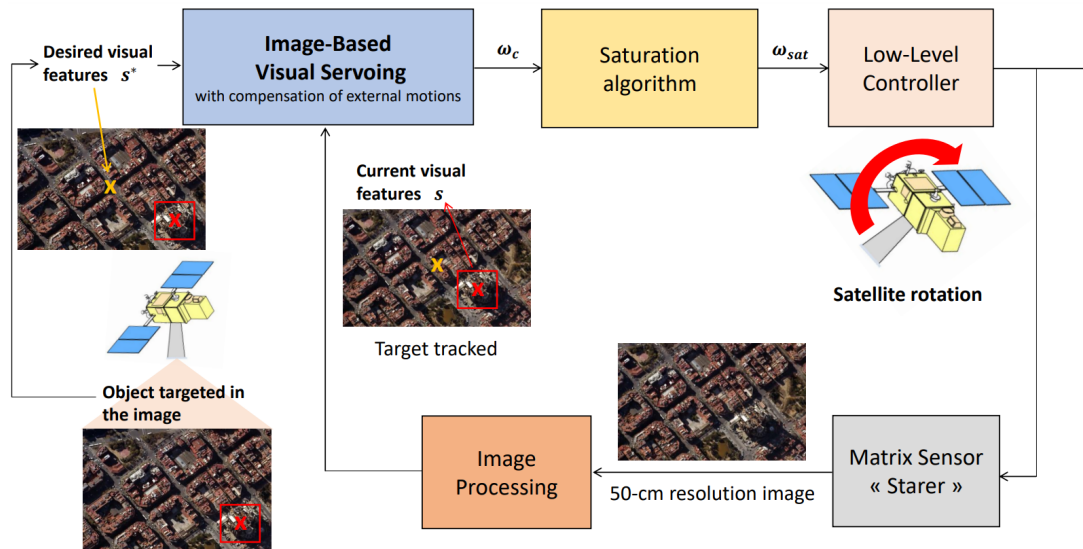 Desired visual
features s*
Image-Based
Visual Servoing
with compensation of external motions
ω_c
Saturation
algorithm
ω_sat
Low-Level
Controller
X
X
Current visual
features s
X
X
Target tracked
Satellite rotation
Object targeted in
the image
X
Image
Processing
50-cm resolution image
Matrix Sensor
« Starer »